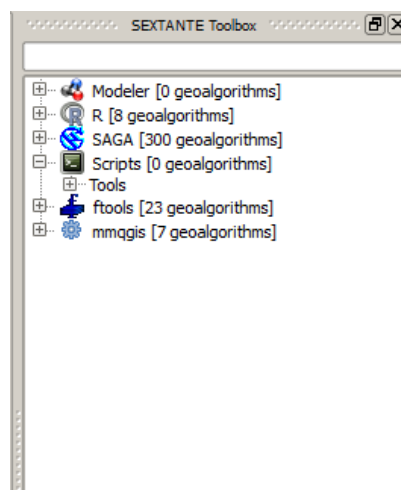 SEXTANTE Toolbox
Modeler [0 geoalgorithms]
R [8 geoalgorithms]
SAGA [300 geoalgorithms]
Scripts [0 geoalgorithms]
Tools
ftools [23 geoalgorithms]
mmqgis [7 geoalgorithms]